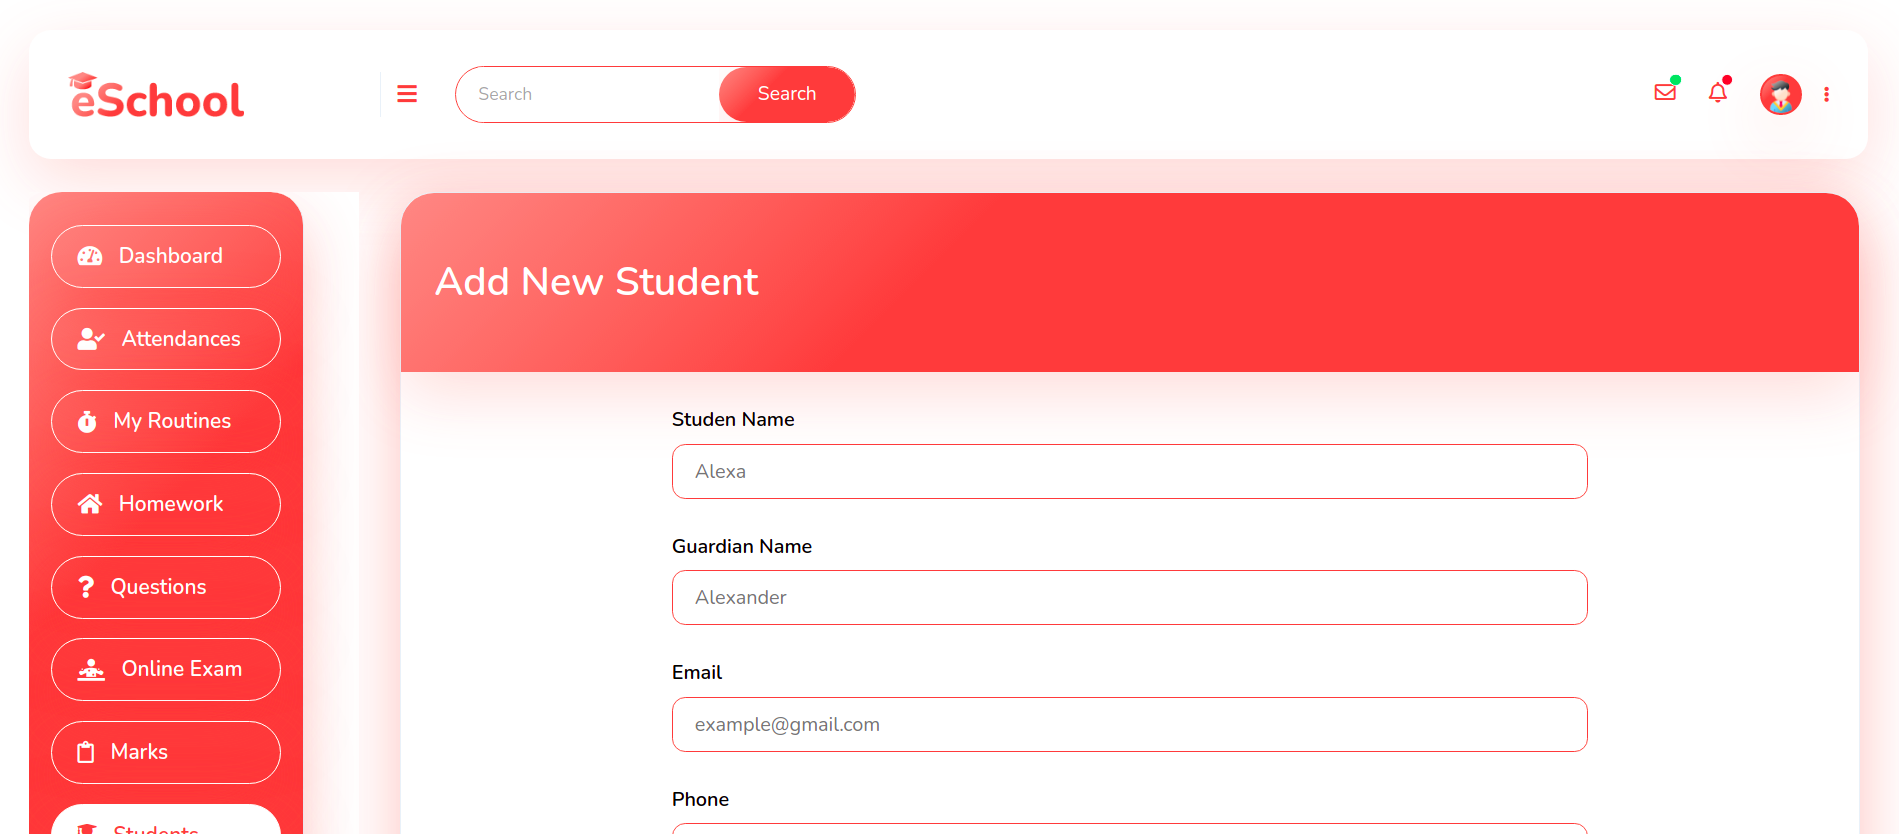 eSchool
Search
Search
Dashboard
Attendances
My Routines
Homework
Questions
Online Exam
Marks
Students
Add New Student
Studen Name
Alexa
Guardian Name
Alexander
Email
example@gmail.com
Phone